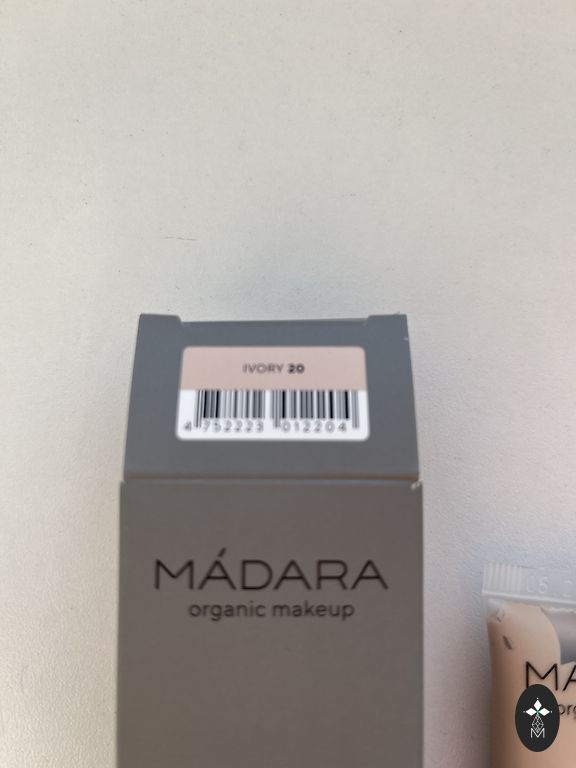 IVORY 20
4 752223 012204
MÁDARA
organic makeup